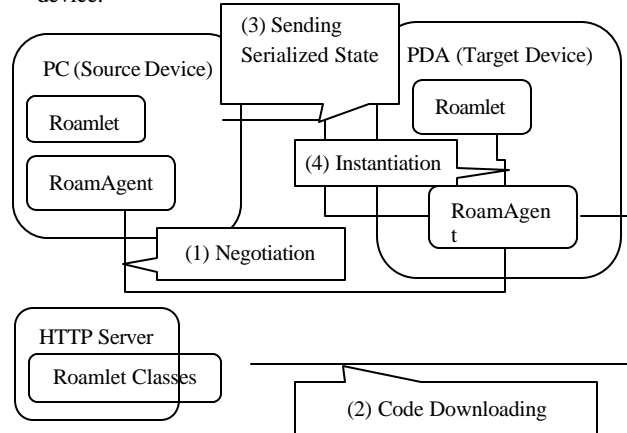 device.
(3) Sending
Serialized State
PC (Source Device)
PDA (Target Device)
Roamlet
Roamlet
(4) Instantiation
RoamAgent
RoamAgen
t
(1) Negotiation
HTTP Server
Roamlet Classes
(2) Code Downloading